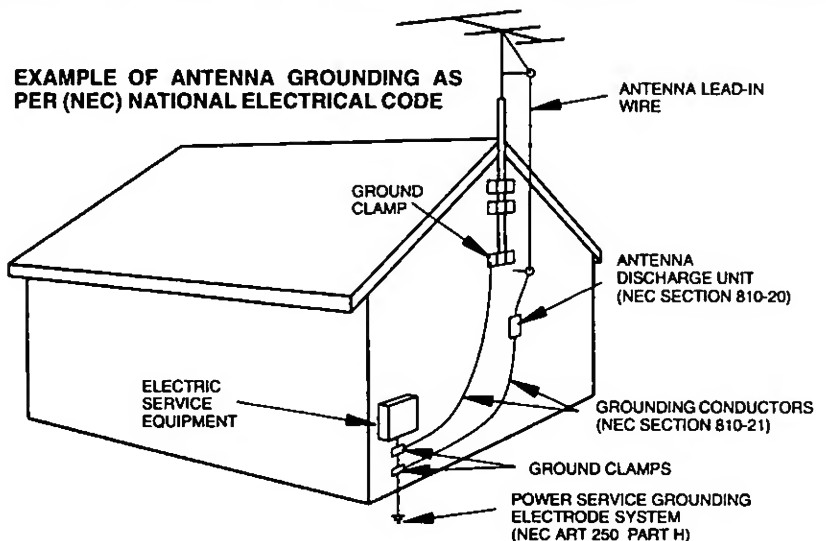 EXAMPLE OF ANTENNA GROUNDING AS
PER (NEC) NATIONAL ELECTRICAL CODE
ANTENNA LEAD-IN
WIRE
GROUND
CLAMP
ANTENNA
DISCHARGE UNIT
(NEC SECTION 810-20)
ELECTRIC
SERVICE
EQUIPMENT
GROUNDING CONDUCTORS
(NEC SECTION 810-21)
GROUND CLAMPS
POWER SERVICE GROUNDING
ELECTRODE SYSTEM
(NEC ART 250 PART H)